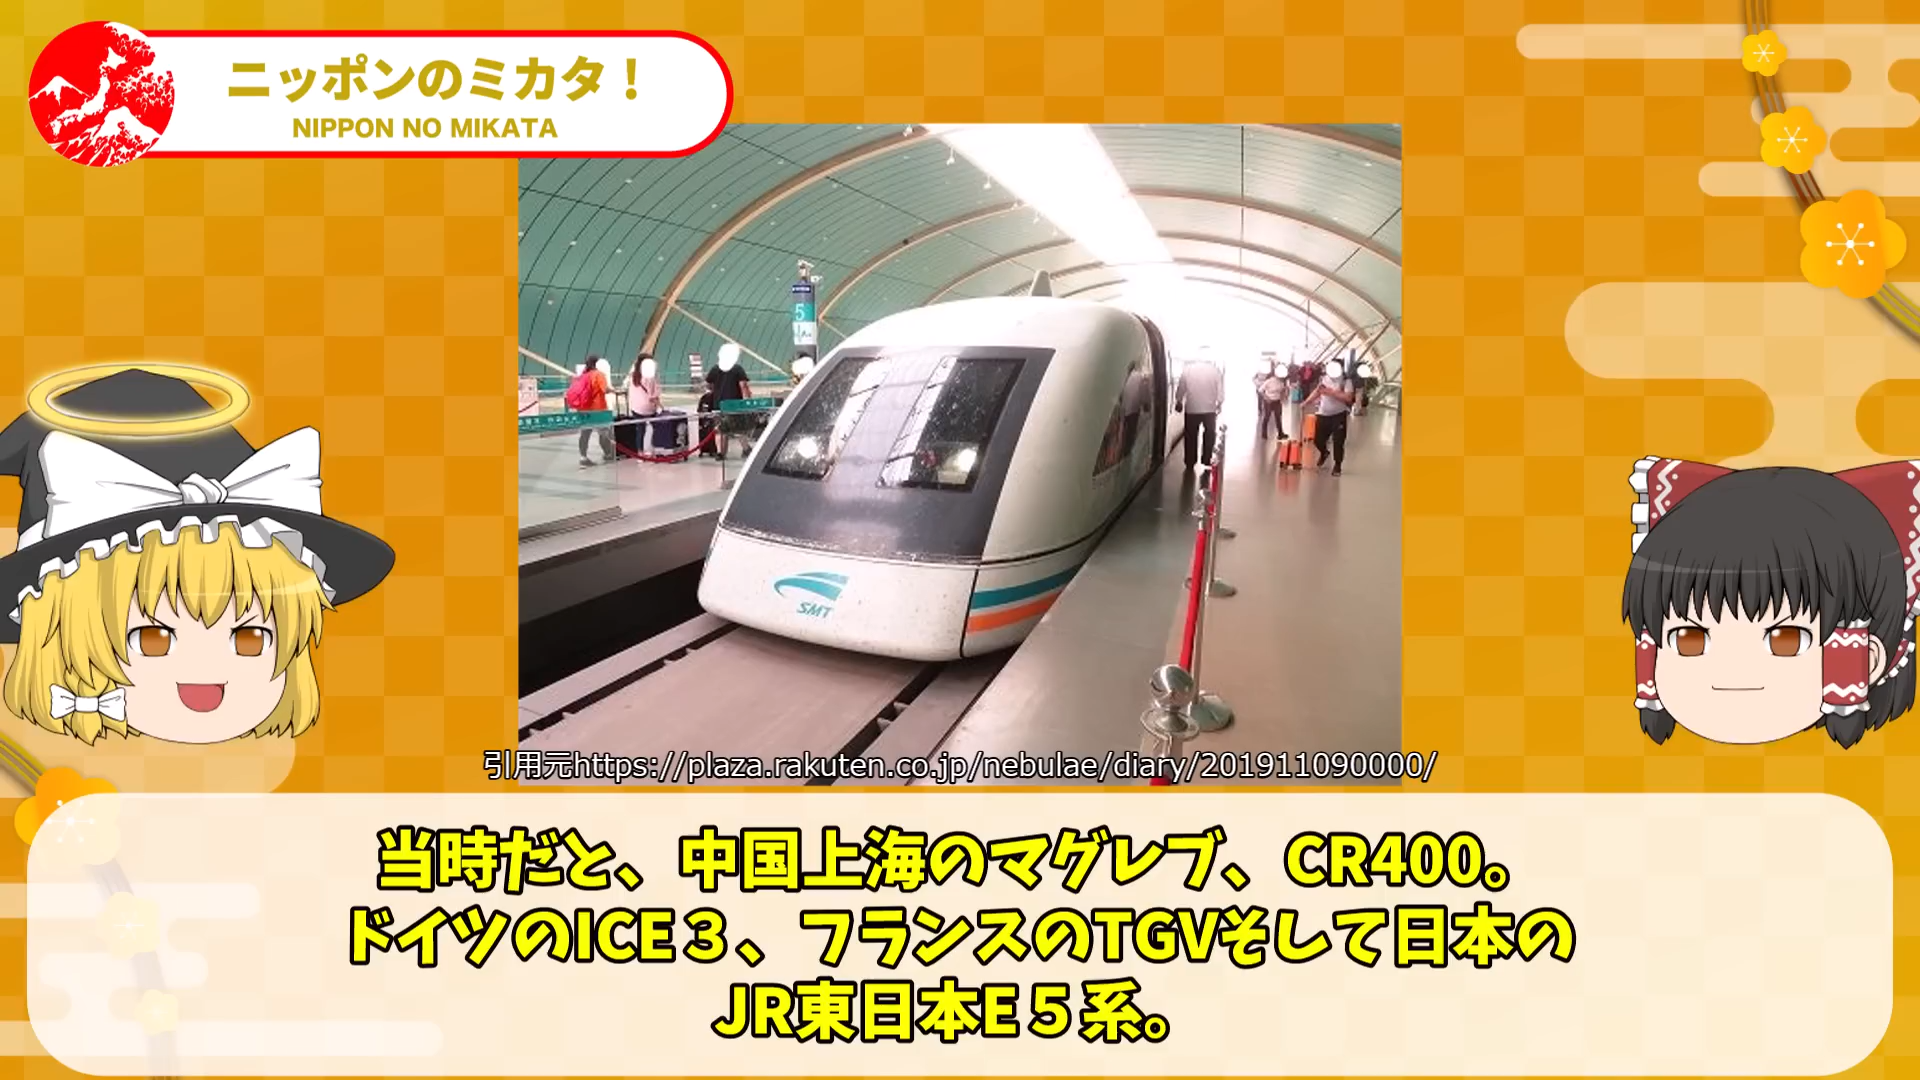 ニッポンのミカタ！
NIPPON NO MIKATA
5
SMT
引用元https://plaza.rakuten.co.jp/nebulae/diary/201911090000/
当時だと、中国上海のマグレブ、CR400。
ドイツのICE３、フランスのTGVそして日本の
JR東日本E５系。